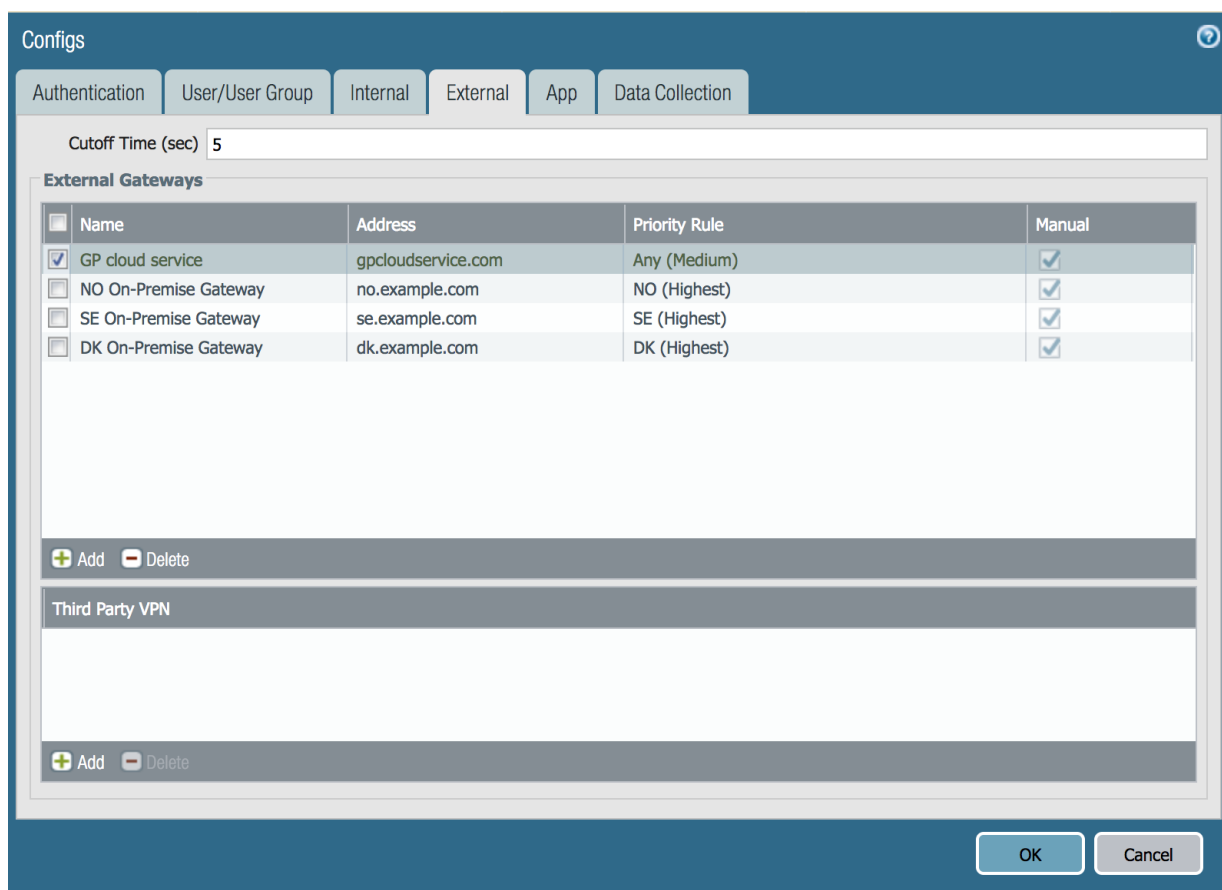 Configs
Authentication User/User Group Internal External App Data Collection
Cutoff Time (sec) 5
External Gateways
Name Address Priority Rule Manual
GP cloud service gpcloudservice.com Any (Medium)
NO On-Premise Gateway no.example.com NO (Highest)
SE On-Premise Gateway se.example.com SE (Highest)
DK On-Premise Gateway dk.example.com DK (Highest)
Add Delete
Third Party VPN
Add Delete
OK Cancel